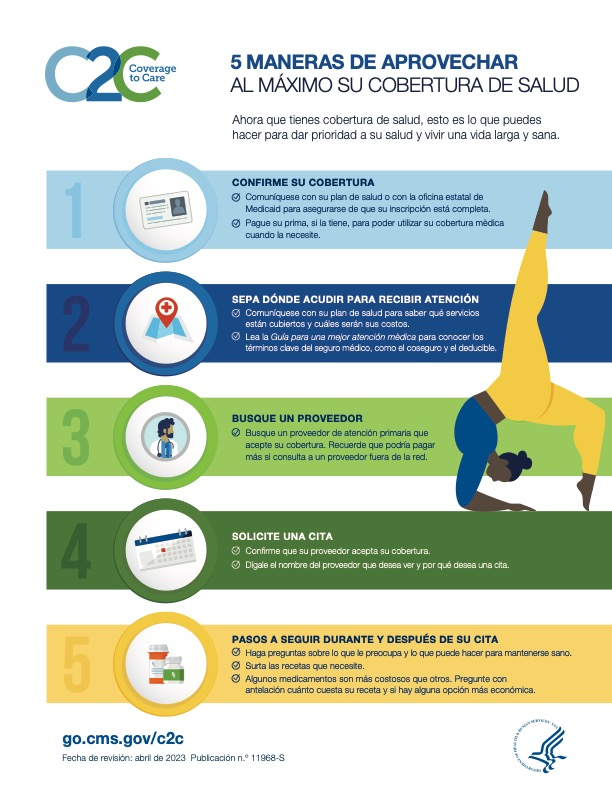 C2C Coverage
to Care
5 MANERAS DE APROVECHAR
AL MÁXIMO SU COBERTURA DE SALUD
Ahora que tienes cobertura de salud, esto es lo que puedes
hacer para dar prioridad a su salud y vivir una vida larga y sana.
1
CONFIRME SU COBERTURA
Comuníquese con su plan de salud o con la oficina estatal de
Medicaid para asegurarse de que su inscripción está completa.
Pague su prima, si la tiene, para poder utilizar su cobertura mèdica
cuando la necesite.
2
SEPA DÓNDE ACUDIR PARA RECIBIR ATENCIÓN
Comuníquese con su plan de salud para saber qué servicios
están cubiertos y cuáles serán sus costos.
Lea la Guía para una mejor atención mèdica para conocer los
términos clave del seguro médico, como el coseguro y el deducible.
3
BUSQUE UN PROVEEDOR
Busque un proveedor de atención primaria que
acepte su cobertura. Recuerde que podría pagar
más si consulta a un proveedor fuera de la red.
4
SOLICITE UNA CITA
Confirme que su proveedor acepta su cobertura.
Dígale el nombre del proveedor que desea ver y por qué desea una cita.
5
PASOS A SEGUIR DURANTE Y DESPUÉS DE SU CITA
Haga preguntas sobre lo que le preocupa y lo que puede hacer para mantenerse sano.
Surta las recetas que necesite.
Algunos medicamentos son más costosos que otros. Pregunte con
antelación cuánto cuesta su receta y si hay alguna opción más económica.
go.cms.gov/c2c
Fecha de revisión: abril de 2023 Publicación n.º 11968-S
DEPARTMENT OF HEALTH & HUMAN SERVICES · USA